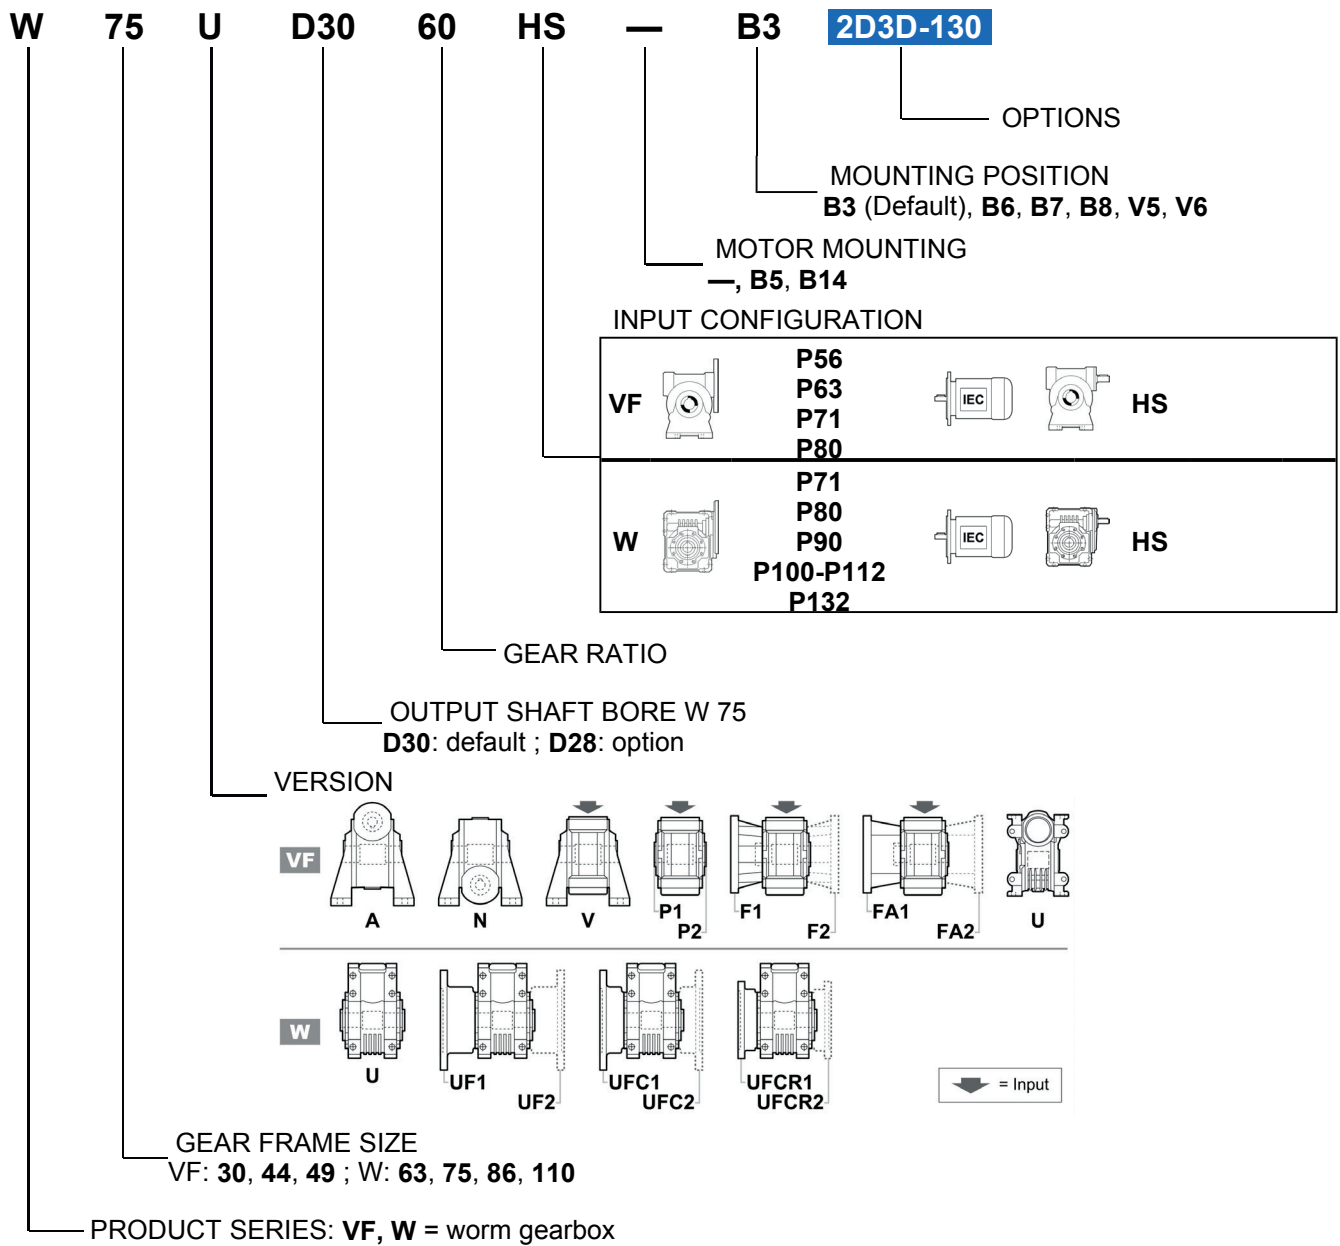 W 75 U D30 60 HS — B3 2D3D-130
OPTIONS
MOUNTING POSITION
B3 (Default), B6, B7, B8, V5, V6
MOTOR MOUNTING
—, B5, B14
INPUT CONFIGURATION
P56
P63
VF IEC HS
P71
P80
P71
P80
W P90 IEC HS
P100-P112
P132
GEAR RATIO
OUTPUT SHAFT BORE W 75
D30: default ; D28: option
VERSION
VF
A N V P1 P2 F1 F2 FA1 FA2 U
W
U UF1 UF2 UFC1 UFC2 UFCR1 UFCR2
= Input
GEAR FRAME SIZE
VF: 30, 44, 49 ; W: 63, 75, 86, 110
PRODUCT SERIES: VF, W = worm gearbox